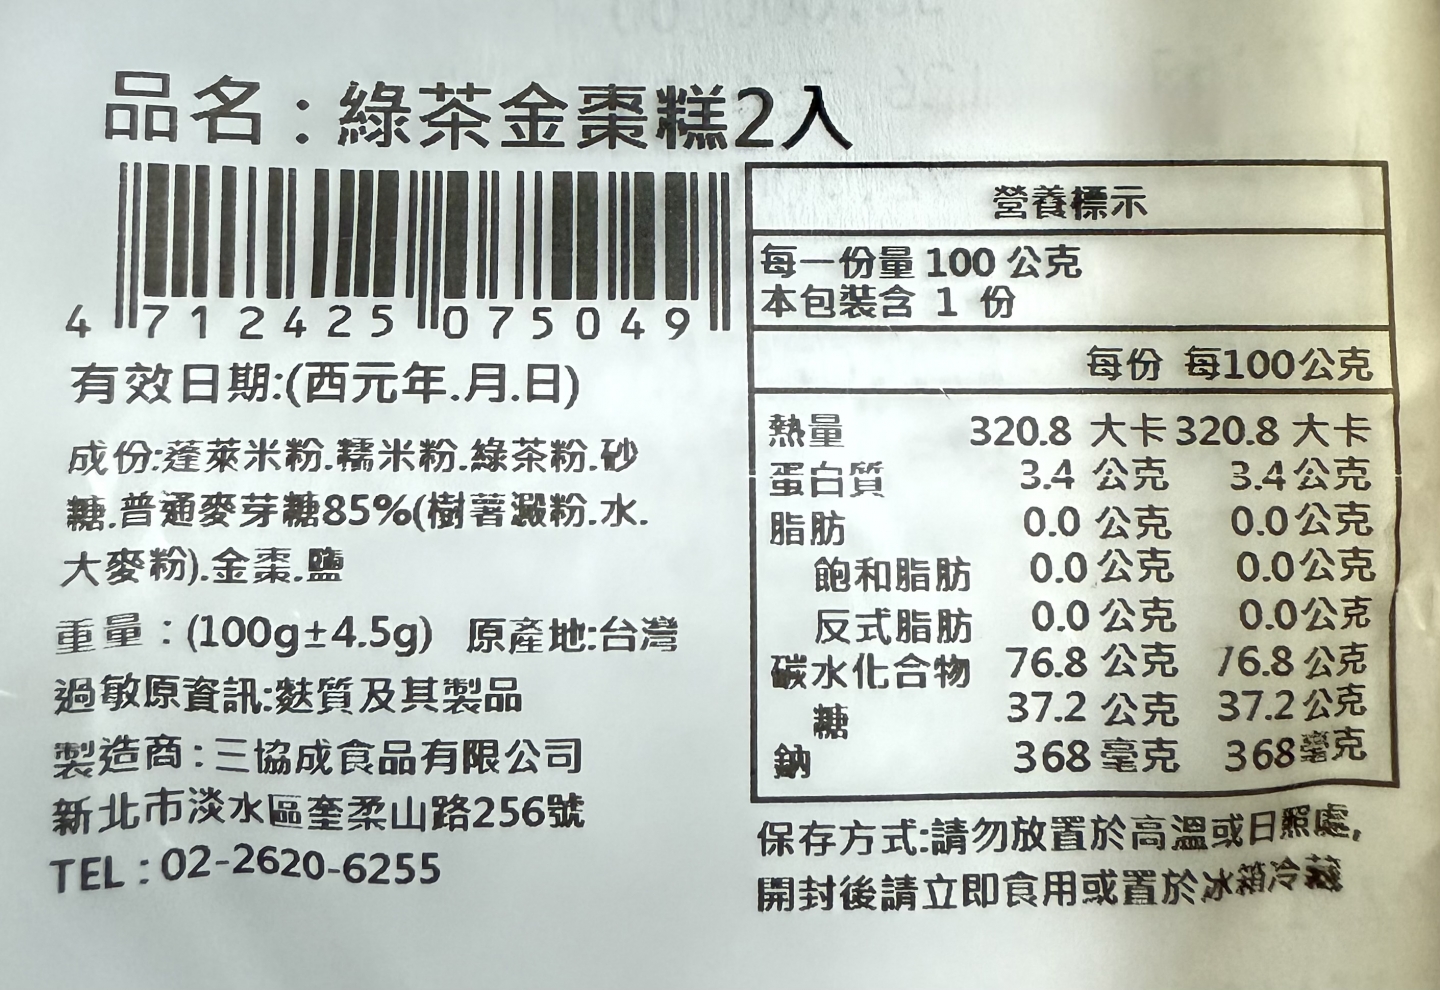 品名：綠茶金棗糕2入
4 712425 075049
有效日期:(西元年.月.日)
成份:蓬萊米粉.糯米粉.綠茶粉.砂
糖.普通麥芽糖85%(樹薯澱粉.水.
大麥粉).金棗.鹽
重量：(100g±4.5g) 原產地:台灣
過敏原資訊:麩質及其製品
製造商：三協成食品有限公司
新北市淡水區奎柔山路256號
TEL：02-2620-6255
營養標示
每一份量 100 公克
本包裝含 1 份
每份 每100公克
熱量 320.8 大卡 320.8 大卡
蛋白質 3.4 公克 3.4 公克
脂肪 0.0 公克 0.0 公克
飽和脂肪 0.0 公克 0.0 公克
反式脂肪 0.0 公克 0.0 公克
碳水化合物 76.8 公克 76.8 公克
糖 37.2 公克 37.2 公克
鈉 368 毫克 368 毫克
保存方式:請勿放置於高溫或日照處,
開封後請立即食用或置於冰箱冷藏